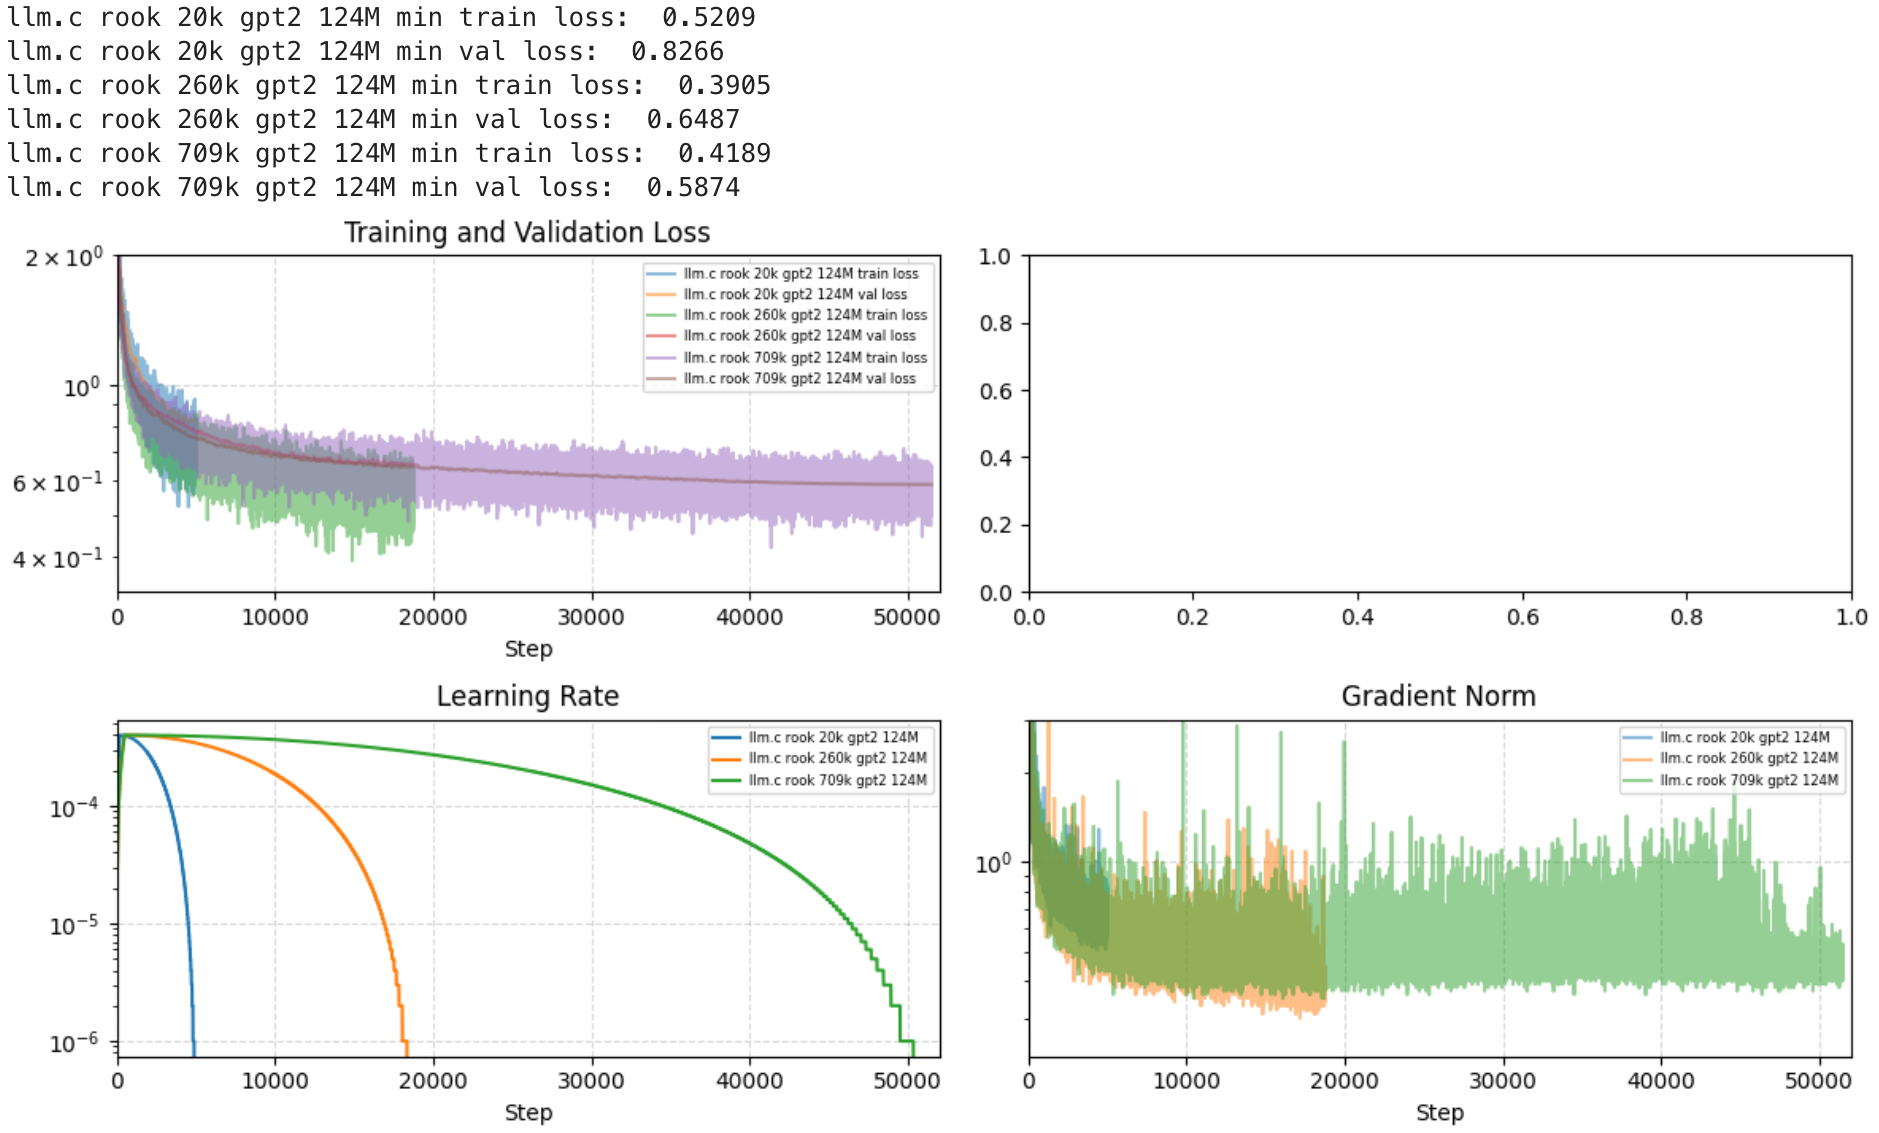 llm.c rook 20k gpt2 124M min train loss:  0.5209
llm.c rook 20k gpt2 124M min val loss:  0.8266
llm.c rook 260k gpt2 124M min train loss:  0.3905
llm.c rook 260k gpt2 124M min val loss:  0.6487
llm.c rook 709k gpt2 124M min train loss:  0.4189
llm.c rook 709k gpt2 124M min val loss:  0.5874
Training and Validation Loss
2 × 10⁰
10⁰
6 × 10⁻¹
4 × 10⁻¹
llm.c rook 20k gpt2 124M train loss
llm.c rook 20k gpt2 124M val loss
llm.c rook 260k gpt2 124M train loss
llm.c rook 260k gpt2 124M val loss
llm.c rook 709k gpt2 124M train loss
llm.c rook 709k gpt2 124M val loss
0 10000 20000 30000 40000 50000
Step
1.0
0.8
0.6
0.4
0.2
0.0
0.0 0.2 0.4 0.6 0.8 1.0
Learning Rate
10⁻⁴
10⁻⁵
10⁻⁶
llm.c rook 20k gpt2 124M
llm.c rook 260k gpt2 124M
llm.c rook 709k gpt2 124M
0 10000 20000 30000 40000 50000
Step
Gradient Norm
10⁰
llm.c rook 20k gpt2 124M
llm.c rook 260k gpt2 124M
llm.c rook 709k gpt2 124M
0 10000 20000 30000 40000 50000
Step